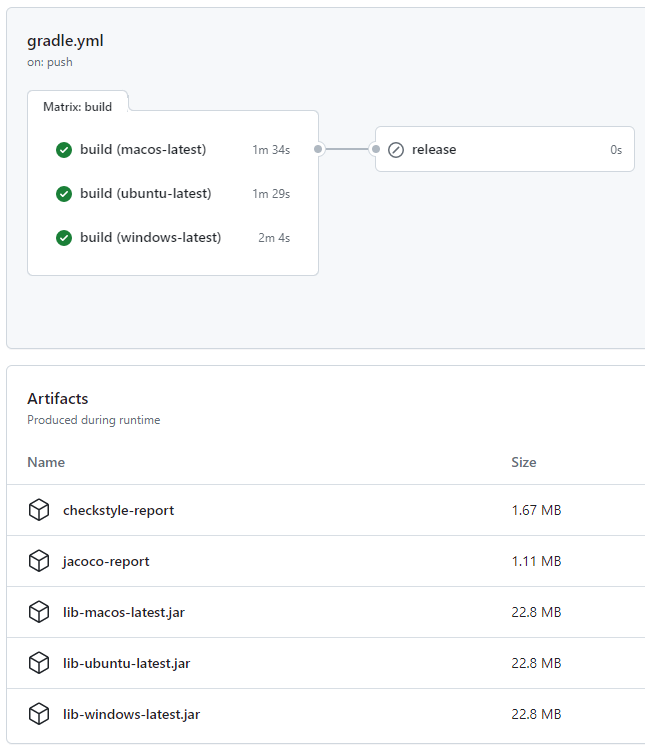 gradle.yml
on: push
Matrix: build
build (macos-latest) 1m 34s
build (ubuntu-latest) 1m 29s
build (windows-latest) 2m 4s
release 0s
Artifacts
Produced during runtime
Name Size
checkstyle-report 1.67 MB
jacoco-report 1.11 MB
lib-macos-latest.jar 22.8 MB
lib-ubuntu-latest.jar 22.8 MB
lib-windows-latest.jar 22.8 MB